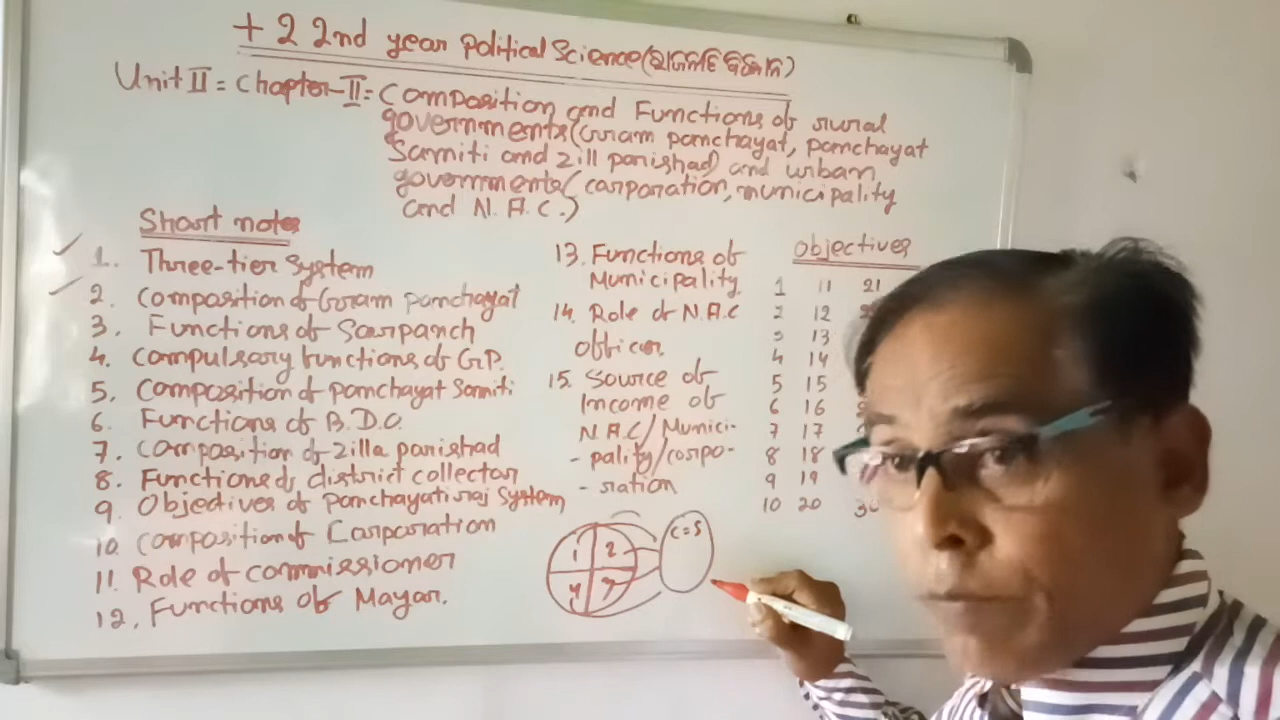 +2 2nd year Political Science (ରାଜନୀତି ବିଜ୍ଞାନ)
Unit II = Chapter-II = Composition and Functions of rural
governments (Gram panchayat, panchayat
Samiti and zill parishad) and urban
governments (corporation, municipality
and N.A.C.)
Short notes
1. Three-tier System
2. Composition of Gram panchayat
3. Functions of Sarpanch
4. Compulsary functions of G.P.
5. Composition of panchayat Samiti
6. Functions of B.D.O.
7. Composition of zilla parishad
8. Functions of district collector
9. Objectives of panchayatiraj System
10. Composition of Corporation
11. Role of commissioner
12. Functions of Mayar.
13. Functions of
Municipality
14. Role of N.A.C
Officer
15. Source of
Income of
N.A.C/Munici-
-pality/corpo-
-ration
Objectives
1 11 21
2 12
3 13
4 14
5 15
6 16
7 17
8 18
9 19
10 20 30
1 2
4
C=S